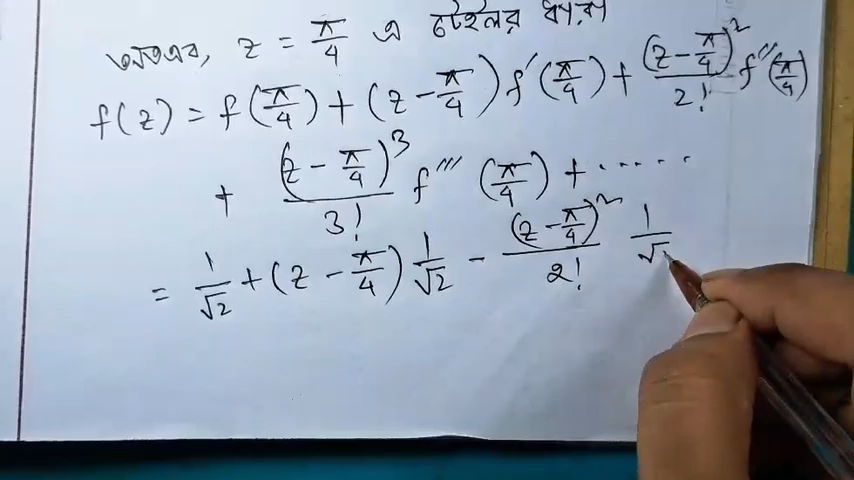 অতএব, z = π/4 এ টেইলর ধারা
f(z) = f(π/4) + (z − π/4) f′(π/4) + (z − π/4)²/2! f″(π/4)
+ (z − π/4)³/3! f‴(π/4) + ......
= 1/√2 + (z − π/4) 1/√2 − (z − π/4)²/2! 1/√2